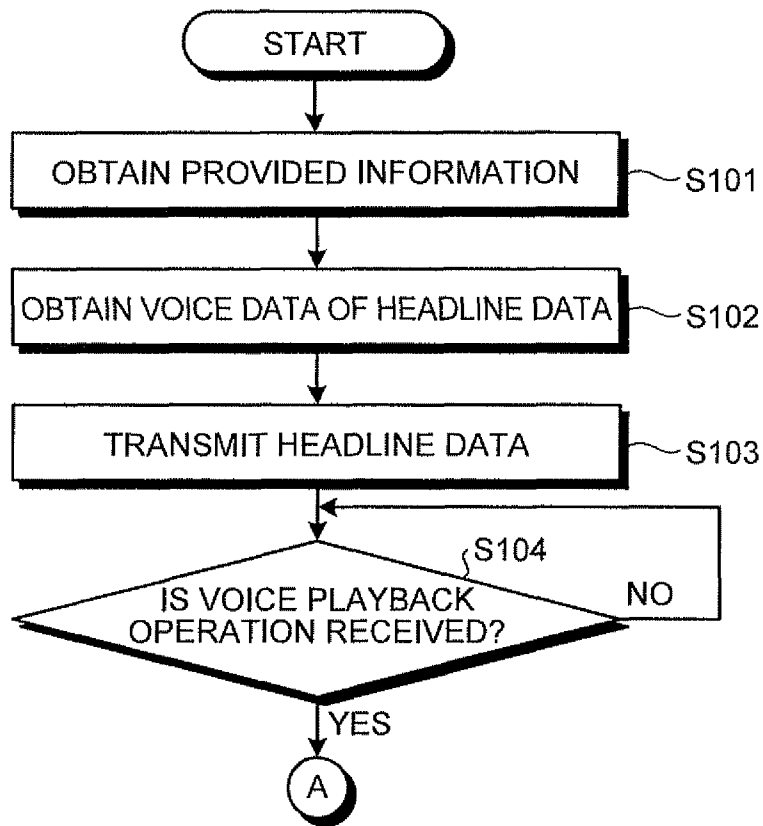 START
OBTAIN PROVIDED INFORMATION
S101
OBTAIN VOICE DATA OF HEADLINE DATA
S102
TRANSMIT HEADLINE DATA
S103
S104
IS VOICE PLAYBACK
OPERATION RECEIVED?
NO
YES
A